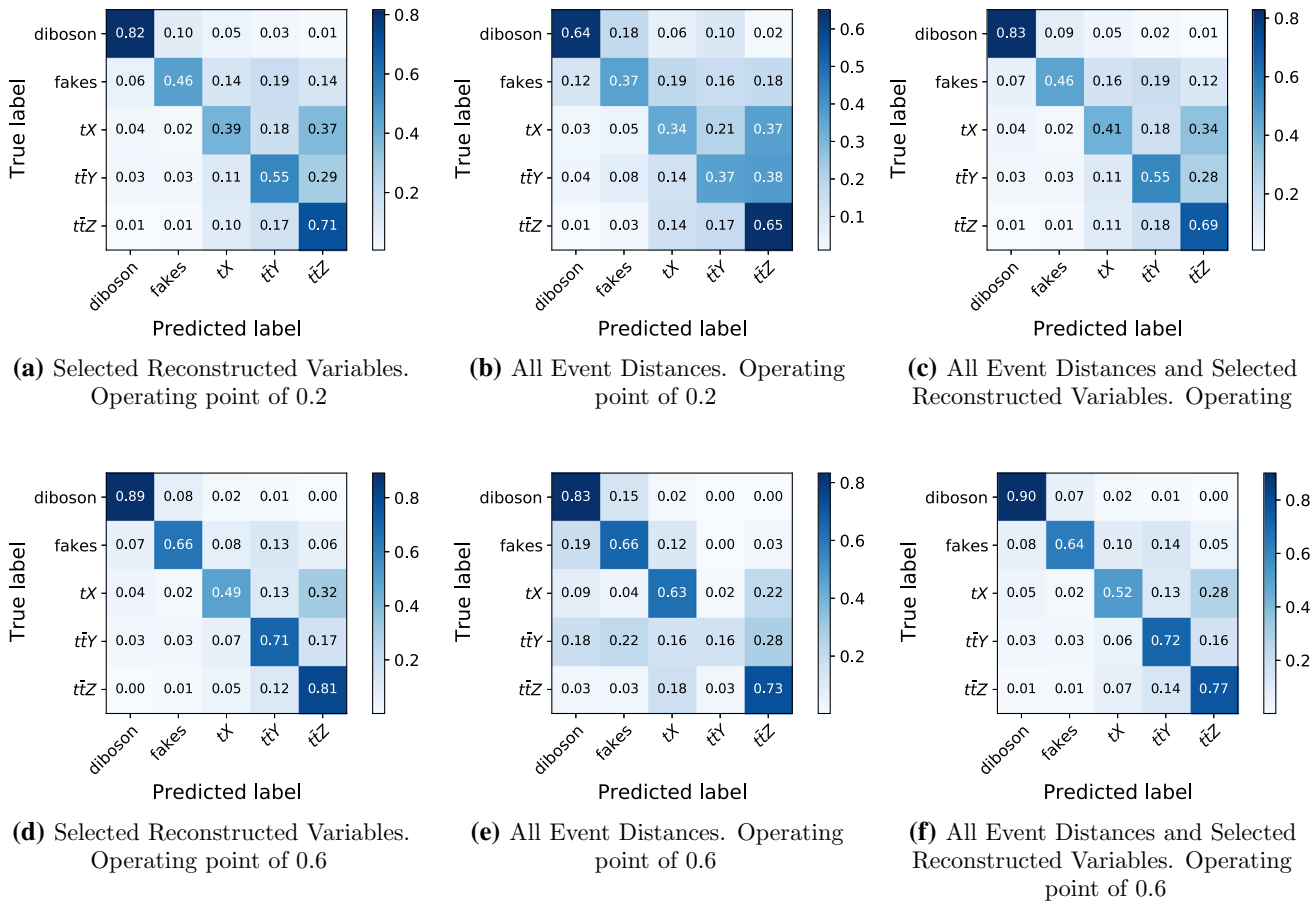 diboson 0.82 0.10 0.05 0.03 0.01
fakes 0.06 0.46 0.14 0.19 0.14
tX 0.04 0.02 0.39 0.18 0.37
tt̄Y 0.03 0.03 0.11 0.55 0.29
tt̄Z 0.01 0.01 0.10 0.17 0.71
True label
diboson fakes tX tt̄Y tt̄Z
Predicted label
0.8
0.6
0.4
0.2
(a) Selected Reconstructed Variables.
Operating point of 0.2
diboson 0.64 0.18 0.06 0.10 0.02
fakes 0.12 0.37 0.19 0.16 0.18
tX 0.03 0.05 0.34 0.21 0.37
tt̄Y 0.04 0.08 0.14 0.37 0.38
tt̄Z 0.01 0.02 0.14 0.17 0.65
True label
diboson fakes tX tt̄Y tt̄Z
Predicted label
0.6
0.5
0.4
0.3
0.2
0.1
(b) All Event Distances. Operating
point of 0.2
diboson 0.83 0.09 0.05 0.02 0.01
fakes 0.07 0.46 0.16 0.19 0.12
tX 0.04 0.02 0.41 0.18 0.34
tt̄Y 0.03 0.03 0.11 0.55 0.28
tt̄Z 0.01 0.01 0.11 0.18 0.69
True label
diboson fakes tX tt̄Y tt̄Z
Predicted label
0.8
0.6
0.4
0.2
(c) All Event Distances and Selected
Reconstructed Variables. Operating
diboson 0.89 0.08 0.02 0.01 0.00
fakes 0.07 0.66 0.08 0.13 0.06
tX 0.04 0.02 0.49 0.13 0.32
tt̄Y 0.03 0.03 0.07 0.71 0.17
tt̄Z 0.00 0.01 0.05 0.12 0.81
True label
diboson fakes tX tt̄Y tt̄Z
Predicted label
0.8
0.6
0.4
0.2
(d) Selected Reconstructed Variables.
Operating point of 0.6
diboson 0.83 0.15 0.02 0.00 0.00
fakes 0.19 0.66 0.12 0.00 0.03
tX 0.09 0.04 0.63 0.02 0.22
tt̄Y 0.18 0.22 0.16 0.16 0.28
tt̄Z 0.03 0.03 0.18 0.03 0.73
True label
diboson fakes tX tt̄Y tt̄Z
Predicted label
0.8
0.6
0.4
0.2
(e) All Event Distances. Operating
point of 0.6
diboson 0.90 0.07 0.02 0.01 0.00
fakes 0.08 0.64 0.10 0.14 0.05
tX 0.05 0.02 0.52 0.13 0.28
tt̄Y 0.03 0.03 0.06 0.72 0.16
tt̄Z 0.01 0.01 0.07 0.14 0.77
True label
diboson fakes tX tt̄Y tt̄Z
Predicted label
0.8
0.6
0.4
0.2
(f) All Event Distances and Selected
Reconstructed Variables. Operating
point of 0.6